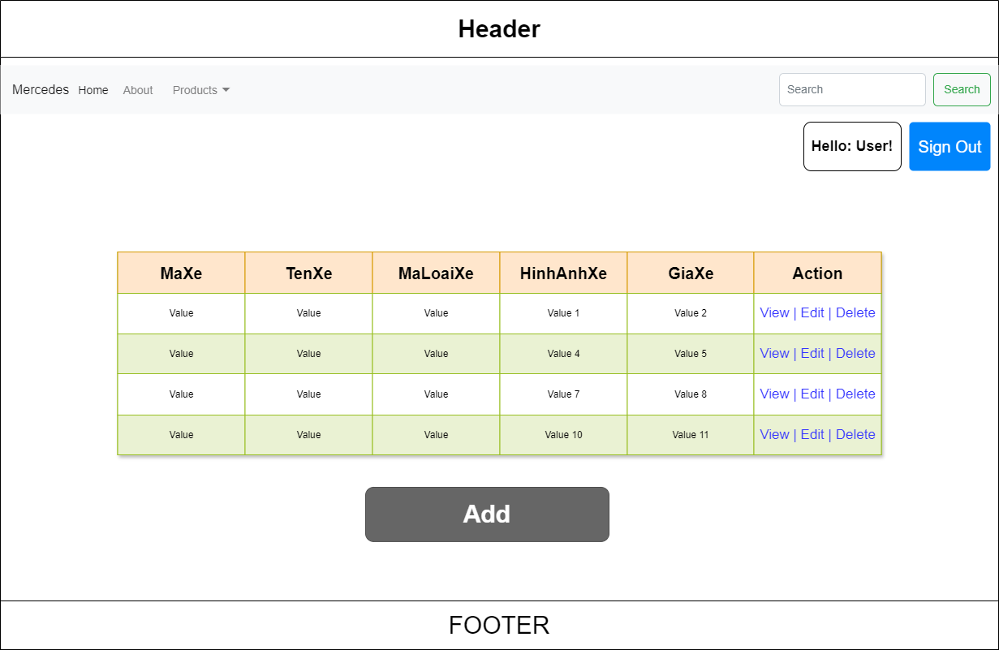 Header
Mercedes Home About Products Search Search
Hello: User! Sign Out
MaXe TenXe MaLoaiXe HinhAnhXe GiaXe Action
Value Value Value Value 1 Value 2 View | Edit | Delete
Value Value Value Value 4 Value 5 View | Edit | Delete
Value Value Value Value 7 Value 8 View | Edit | Delete
Value Value Value Value 10 Value 11 View | Edit | Delete
Add
FOOTER